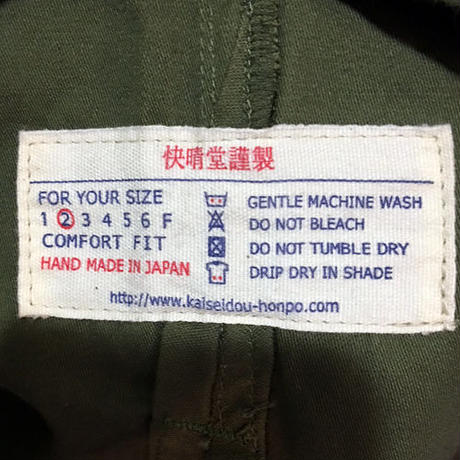 快晴堂謹製
FOR YOUR SIZE
1 2 3 4 5 6 F
COMFORT FIT
HAND MADE IN JAPAN
GENTLE MACHINE WASH
DO NOT BLEACH
DO NOT TUMBLE DRY
DRIP DRY IN SHADE
http://www.kaiseidou-honpo.com